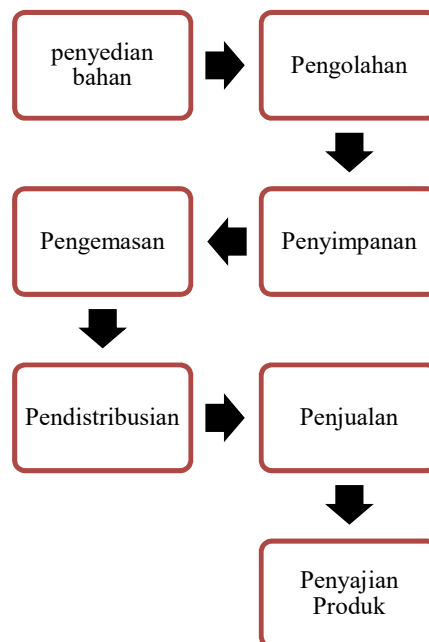 penyedian
bahan
Pengolahan
Penyimpanan
Pengemasan
Pendistribusian
Penjualan
Penyajian
Produk